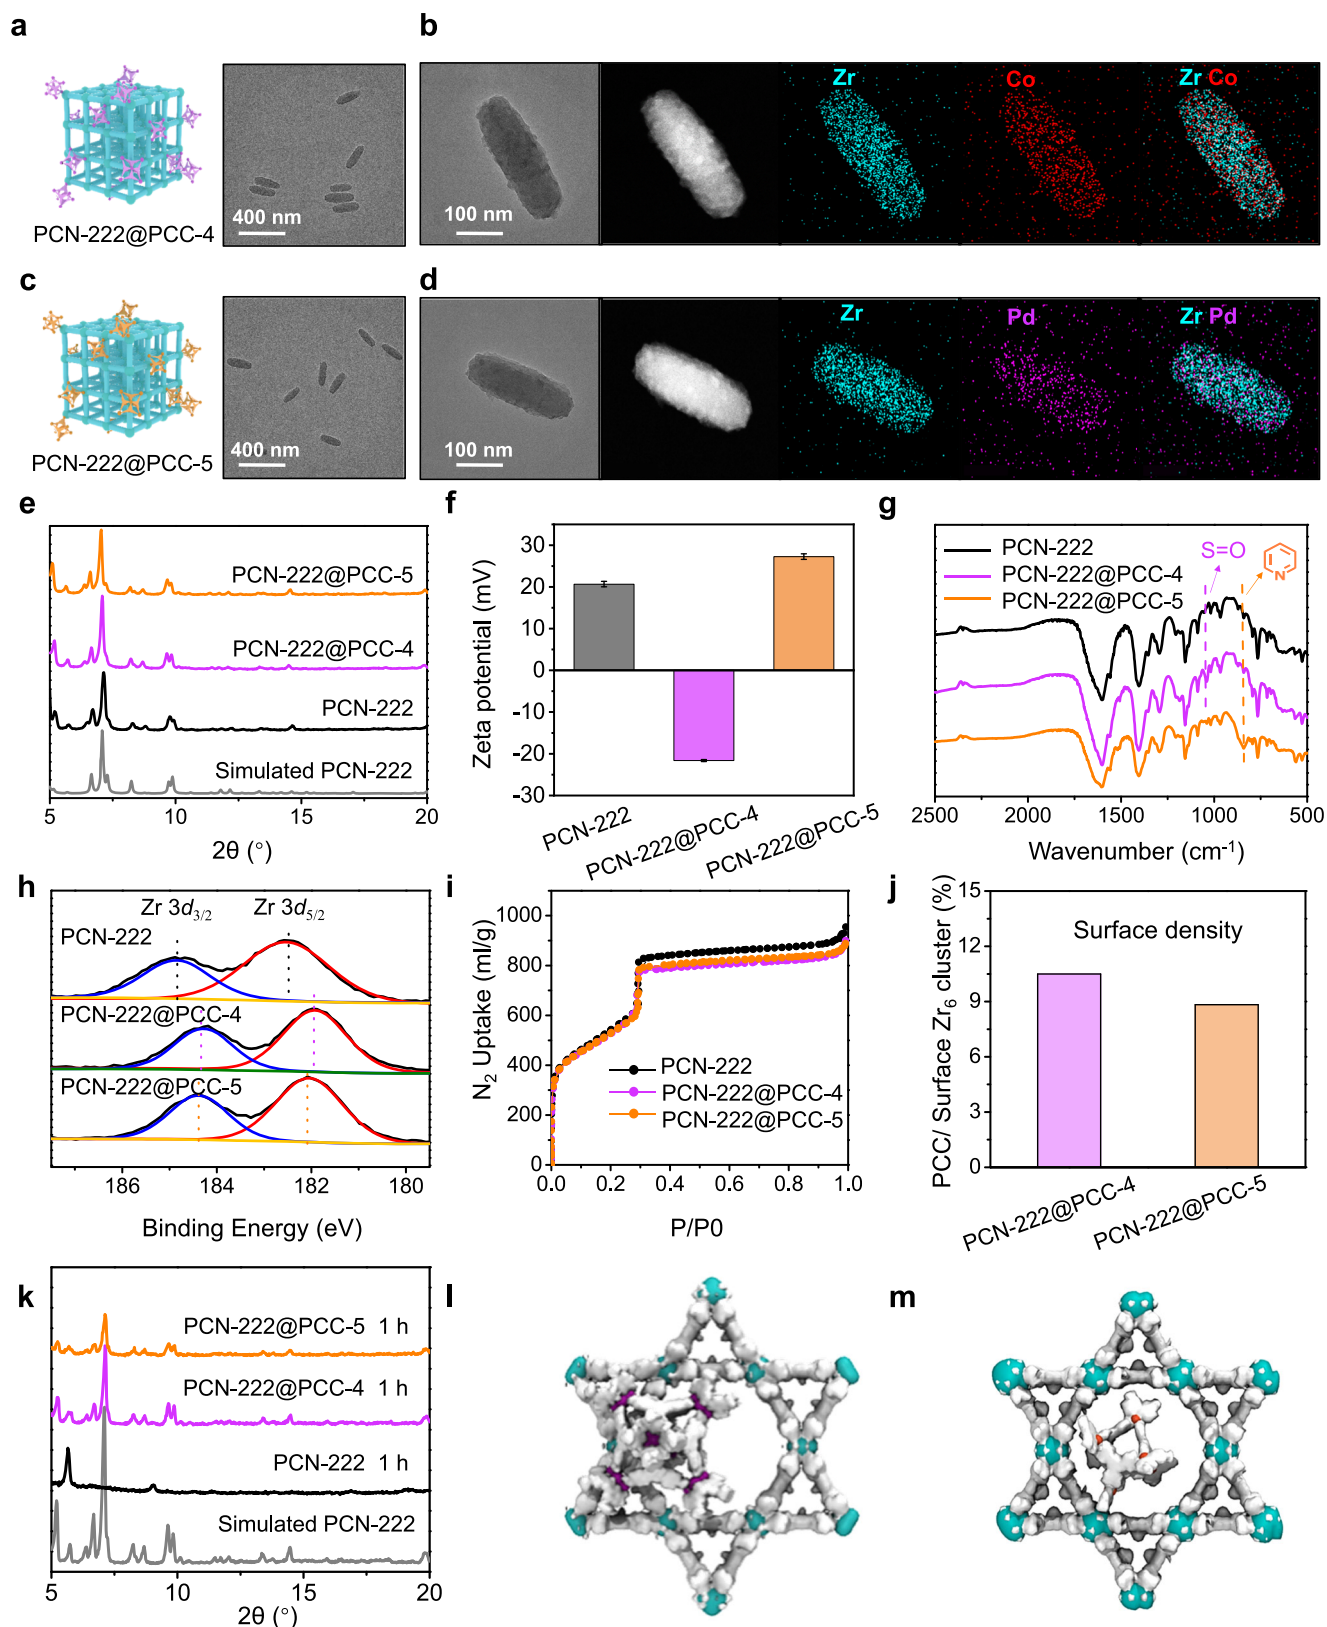 a
PCN-222@PCC-4
400 nm
b
100 nm
Zr
Co
Zr Co
c
PCN-222@PCC-5
400 nm
d
100 nm
Zr
Pd
Zr Pd
e
PCN-222@PCC-5
PCN-222@PCC-4
PCN-222
Simulated PCN-222
5 10 15 20
2θ (°)
f
Zeta potential (mV)
30
20
10
0
-10
-20
-30
PCN-222
PCN-222@PCC-4
PCN-222@PCC-5
g
PCN-222
PCN-222@PCC-4
PCN-222@PCC-5
S=O
N
2500 2000 1500 1000 500
Wavenumber (cm⁻¹)
h
Zr 3d₃/₂ Zr 3d₅/₂
PCN-222
PCN-222@PCC-4
PCN-222@PCC-5
186 184 182 180
Binding Energy (eV)
i
N₂ Uptake (ml/g)
1000
800
600
400
200
0
PCN-222
PCN-222@PCC-4
PCN-222@PCC-5
0.0 0.2 0.4 0.6 0.8 1.0
P/P0
j
PCC/ Surface Zr₆ cluster (%)
15
12
9
6
3
0
Surface density
PCN-222@PCC-4
PCN-222@PCC-5
k
PCN-222@PCC-5 1 h
PCN-222@PCC-4 1 h
PCN-222 1 h
Simulated PCN-222
5 10 15 20
2θ (°)
l
m